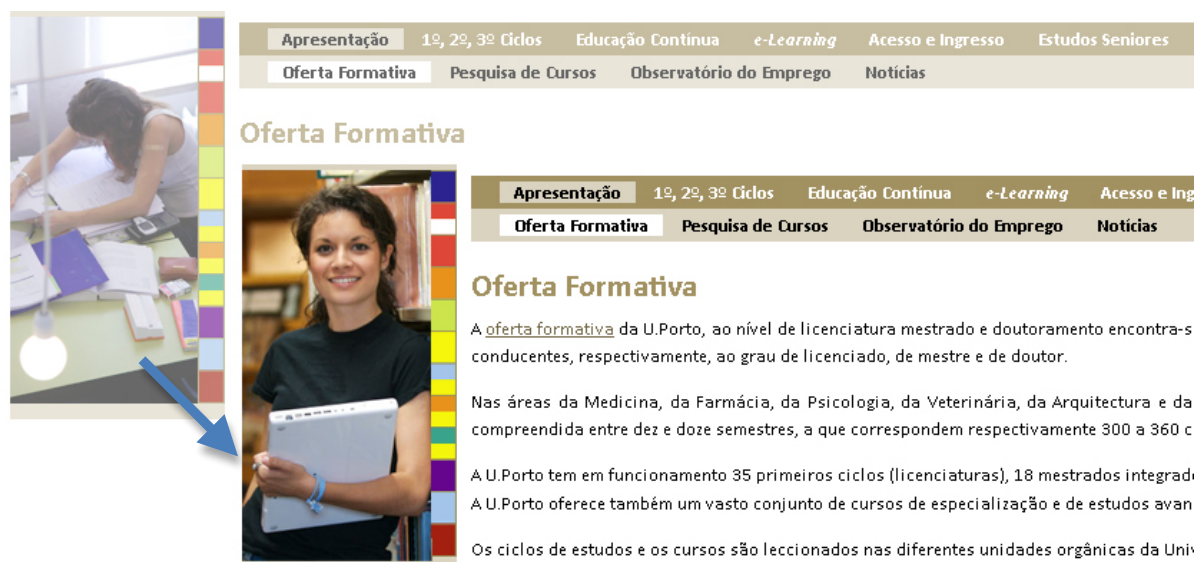 Apresentação 1º, 2º, 3º Ciclos Educação Contínua e-Learning Acesso e Ingresso Estudos Seniores
Oferta Formativa Pesquisa de Cursos Observatório do Emprego Notícias
Oferta Formativa
Apresentação 1º, 2º, 3º Ciclos Educação Contínua e-Learning Acesso e Ing
Oferta Formativa Pesquisa de Cursos Observatório do Emprego Notícias
Oferta Formativa
A oferta formativa da U.Porto, ao nível de licenciatura mestrado e doutoramento encontra-s
conducentes, respectivamente, ao grau de licenciado, de mestre e de doutor.
Nas áreas da Medicina, da Farmácia, da Psicologia, da Veterinária, da Arquitectura e da
compreendida entre dez e doze semestres, a que correspondem respectivamente 300 a 360 c
A U.Porto tem em funcionamento 35 primeiros ciclos (licenciaturas), 18 mestrados integrad
A U.Porto oferece também um vasto conjunto de cursos de especialização e de estudos avan
Os ciclos de estudos e os cursos são leccionados nas diferentes unidades orgânicas da Univ